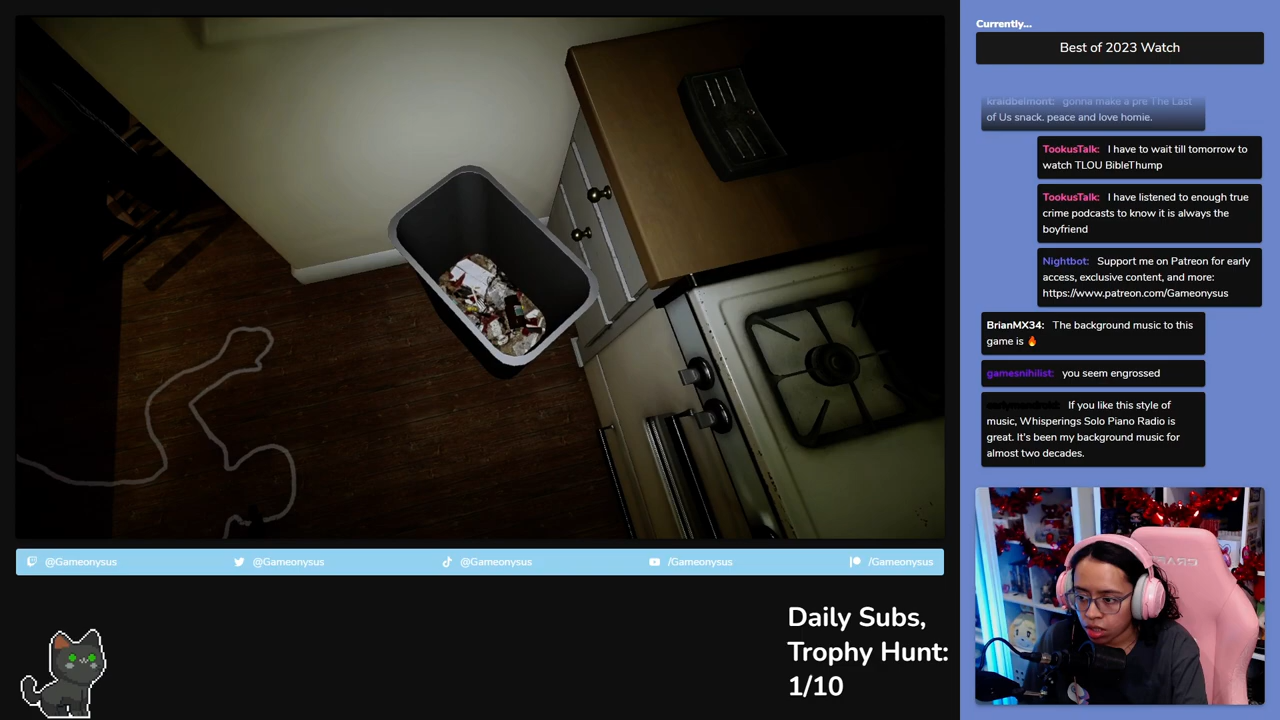 Currently...
Best of 2023 Watch
kraidbelmont: gonna make a pre The Last
of Us snack. peace and love homie.
TookusTalk: I have to wait till tomorrow to
watch TLOU BibleThump
TookusTalk: I have listened to enough true
crime podcasts to know it is always the
boyfriend
Nightbot: Support me on Patreon for early
access, exclusive content, and more:
https://www.patreon.com/Gameonysus
BrianMX34: The background music to this
game is 🔥
gamesnihilist: you seem engrossed
If you like this style of
music, Whisperings Solo Piano Radio is
great. It's been my background music for
almost two decades.
@Gameonysus
@Gameonysus
@Gameonysus
/Gameonysus
/Gameonysus
Daily Subs,
Trophy Hunt:
1/10